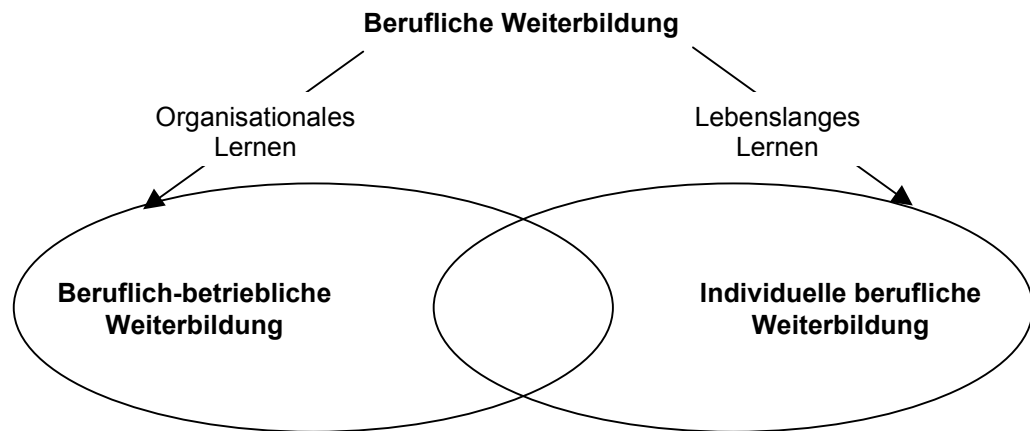 Berufliche Weiterbildung
Organisationales
Lernen
Lebenslanges
Lernen
Beruflich-betriebliche
Weiterbildung
Individuelle berufliche
Weiterbildung